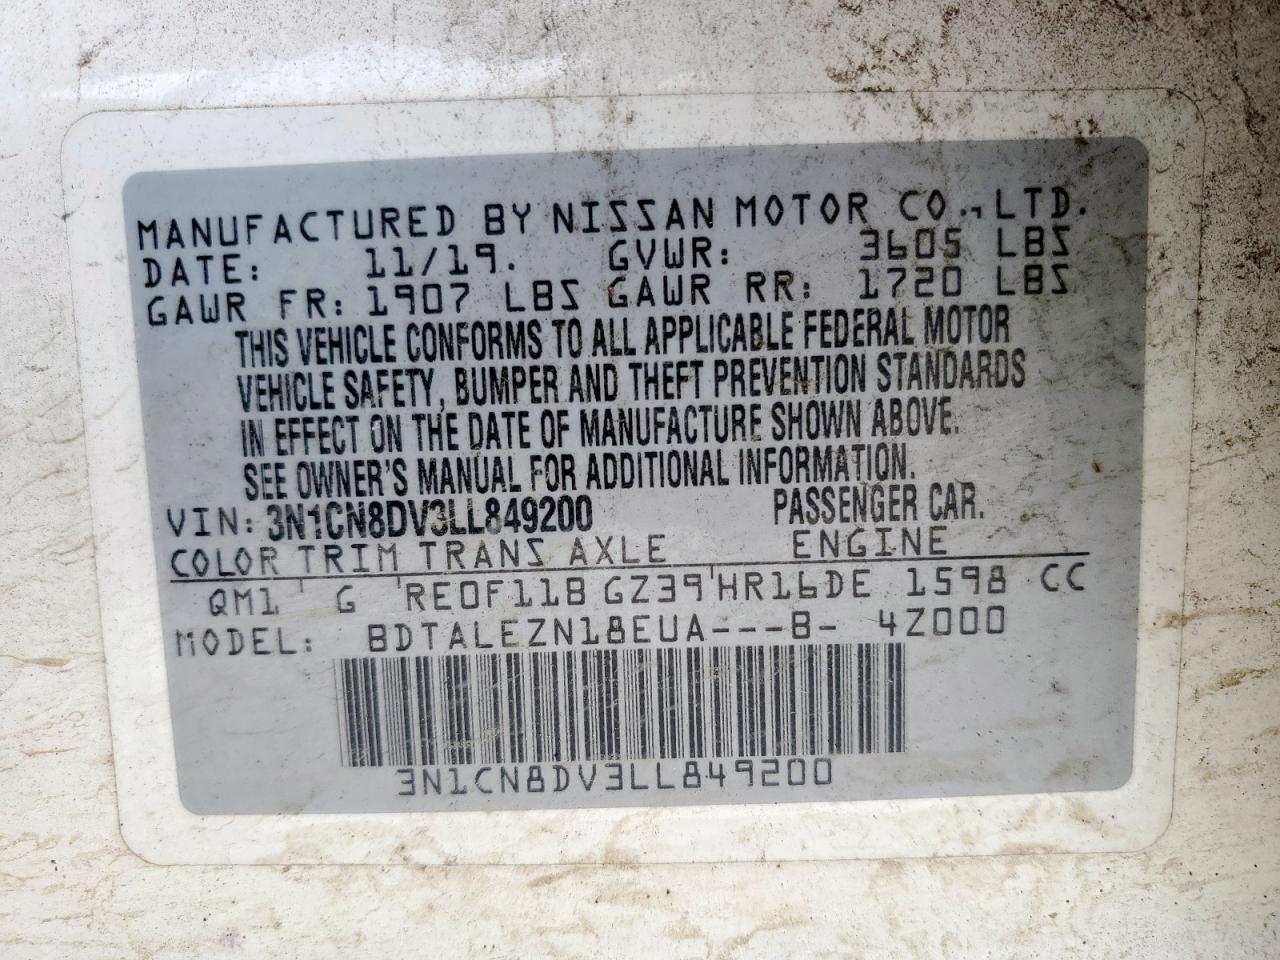 MANUFACTURED BY NISSAN MOTOR CO., LTD.
DATE: 11/19. GVWR: 3605 LBS
GAWR FR: 1907 LBS GAWR RR: 1720 LBS
THIS VEHICLE CONFORMS TO ALL APPLICABLE FEDERAL MOTOR
VEHICLE SAFETY, BUMPER AND THEFT PREVENTION STANDARDS
IN EFFECT ON THE DATE OF MANUFACTURE SHOWN ABOVE.
SEE OWNER'S MANUAL FOR ADDITIONAL INFORMATION.
VIN: 3N1CN8DV3LL849200 PASSENGER CAR.
COLOR TRIM TRANS AXLE ENGINE
QM1 G RE0F11B GZ39 HR16DE 1598 CC
MODEL: BDTALEZN18EUA---B- 4Z000
3N1CN8DV3LL849200